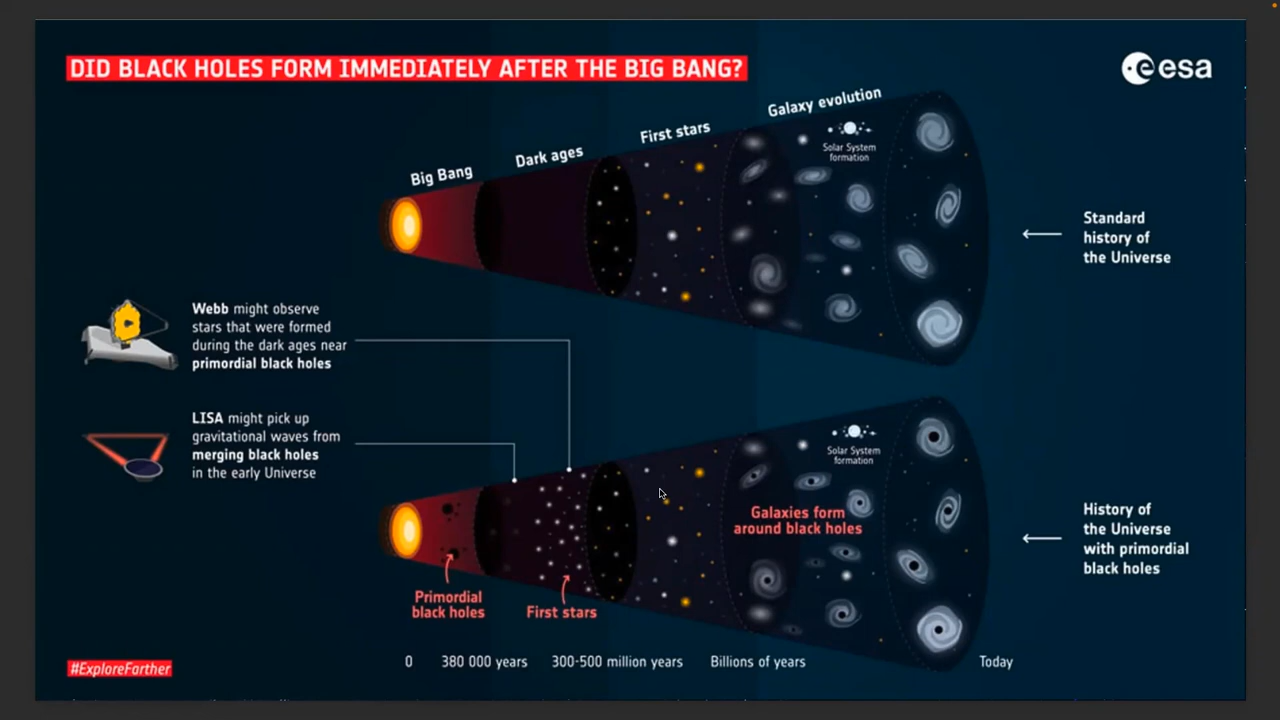 DID BLACK HOLES FORM IMMEDIATELY AFTER THE BIG BANG?
esa
Big Bang
Dark ages
First stars
Galaxy evolution
Solar System
formation
Standard
history of
the Universe
Webb might observe
stars that were formed
during the dark ages near
primordial black holes
LISA might pick up
gravitational waves from
merging black holes
in the early Universe
Solar System
formation
Galaxies form
around black holes
Primordial
black holes
First stars
History of
the Universe
with primordial
black holes
0
380 000 years
300-500 million years
Billions of years
Today
#ExploreFarther